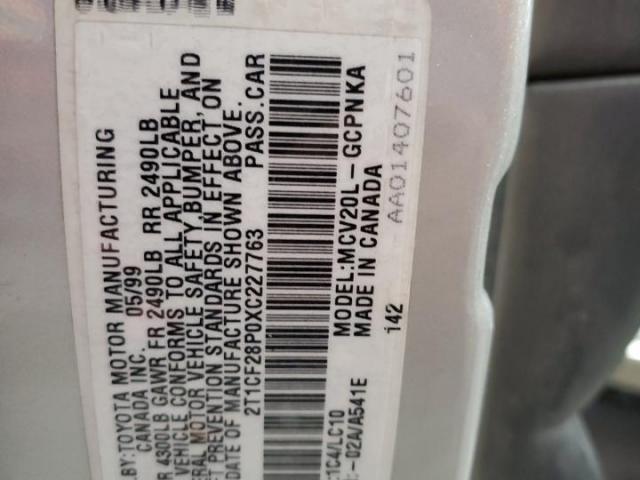 BY:TOYOTA MOTOR MANUFACTURING
CANADA INC. 05/99
4300LB GAWR FR 2490LB RR 2490LB
VEHICLE CONFORMS TO ALL APPLICABLE
MOTOR VEHICLE SAFETY,BUMPER, AND
PREVENTION STANDARDS IN EFFECT ON
DATE OF MANUFACTURE SHOWN ABOVE.
2T1CF28P0XC227763 PASS.CAR
:1C4/LC10 MODEL:MCV20L-GCPNKA
:-02A/A541E MADE IN CANADA
142 AA01407601